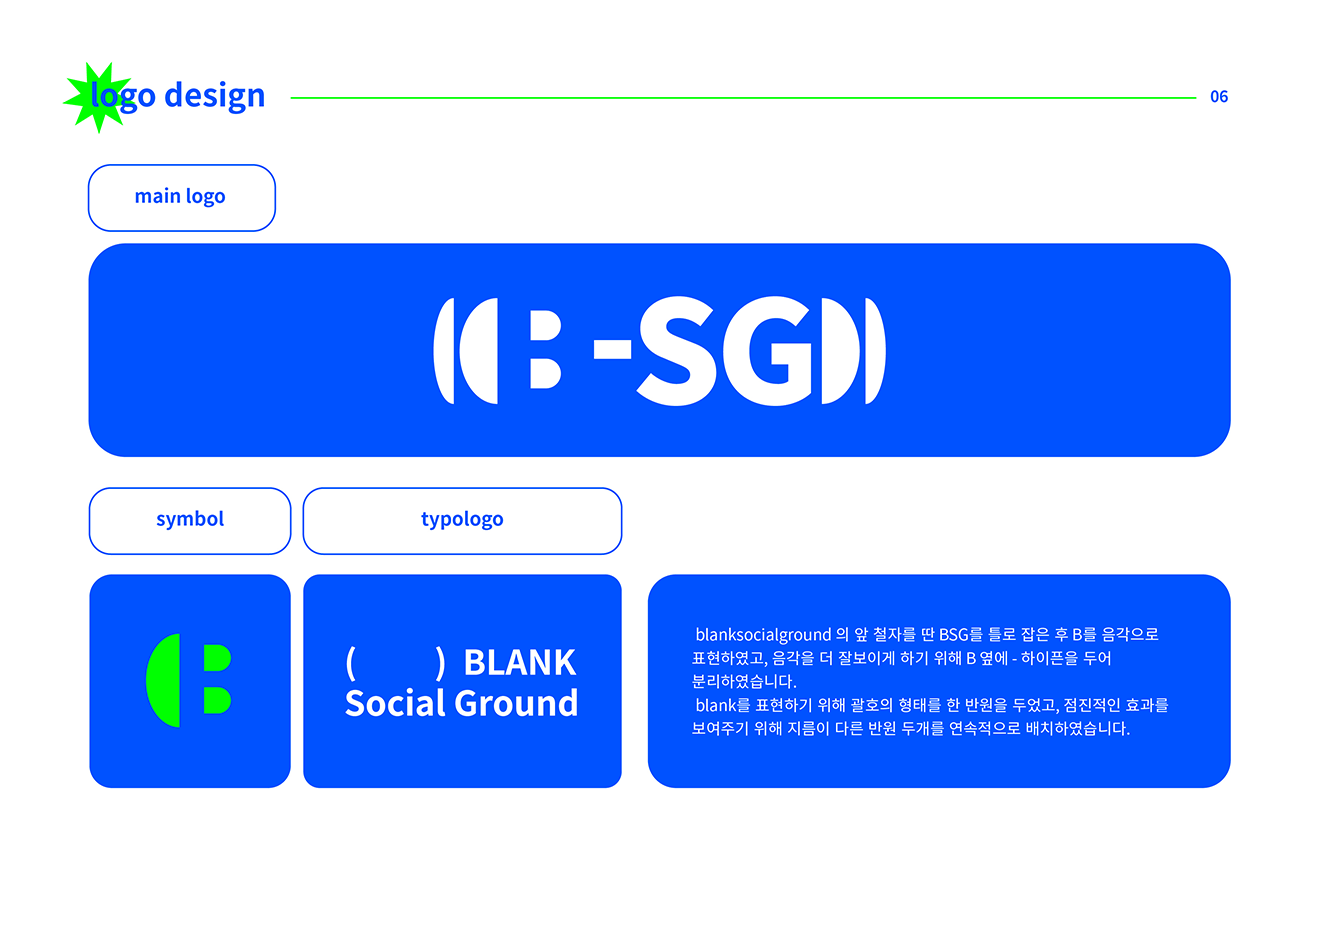 logo design
06
main logo
((B-SG))
symbol
typologo
B
(     ) BLANK
Social Ground
blanksocialground 의 앞 철자를 딴 BSG를 틀로 잡은 후 B를 음각으로
표현하였고, 음각을 더 잘보이게 하기 위해 B 옆에 - 하이픈을 두어
분리하였습니다.
blank를 표현하기 위해 괄호의 형태를 한 반원을 두었고, 점진적인 효과를
보여주기 위해 지름이 다른 반원 두개를 연속적으로 배치하였습니다.